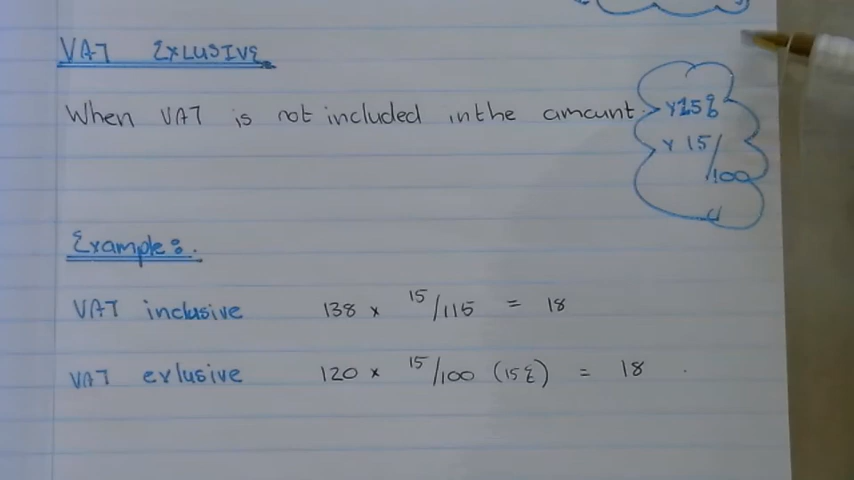 VAT EXLUSIVE
When VAT is not included in the amount. x15%
x 15/100
Example:.
VAT inclusive 138 x 15/115 = 18
VAT exlusive 120 x 15/100 (15%) = 18 .